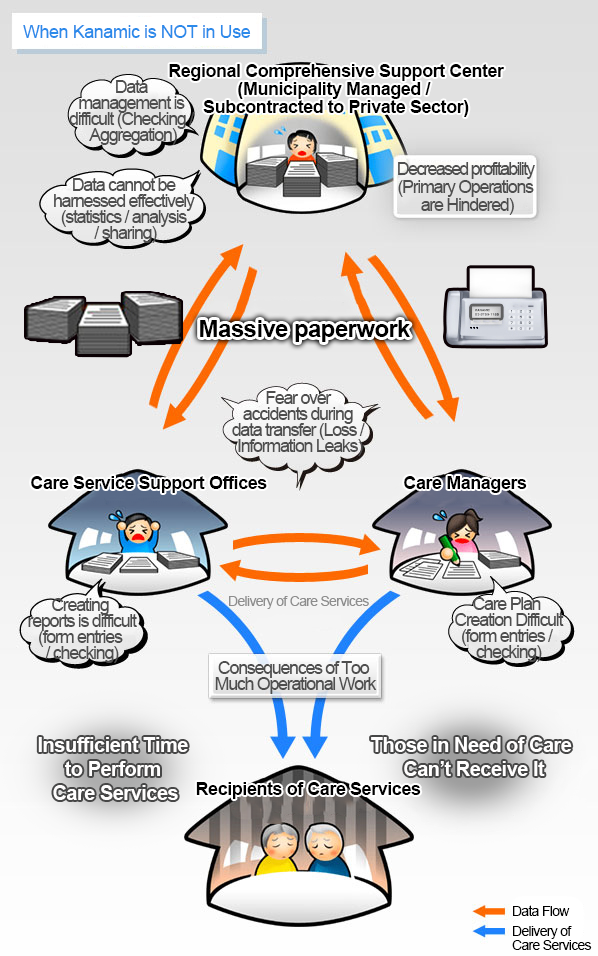 When Kanamic is NOT in Use
Regional Comprehensive Support Center
(Municipality Managed /
Subcontracted to Private Sector)
Data
management is
difficult (Checking
Aggregation)
Data cannot be
harnessed effectively
(statistics / analysis
/ sharing)
Decreased profitability
(Primary Operations
are Hindered)
Massive paperwork
Fear over
accidents during
data transfer (Loss /
Information Leaks
Care Service Support Offices
Care Managers
Delivery of Care Services
Creating
reports is difficult
(form entries
/ checking)
Care Plan
Creation Difficult
(form entries /
checking)
Consequences of Too
Much Operational Work
Insufficient Time
to Perform
Care Services
Those in Need of Care
Can't Receive It
Recipients of Care Services
Data Flow
Delivery of
Care Services